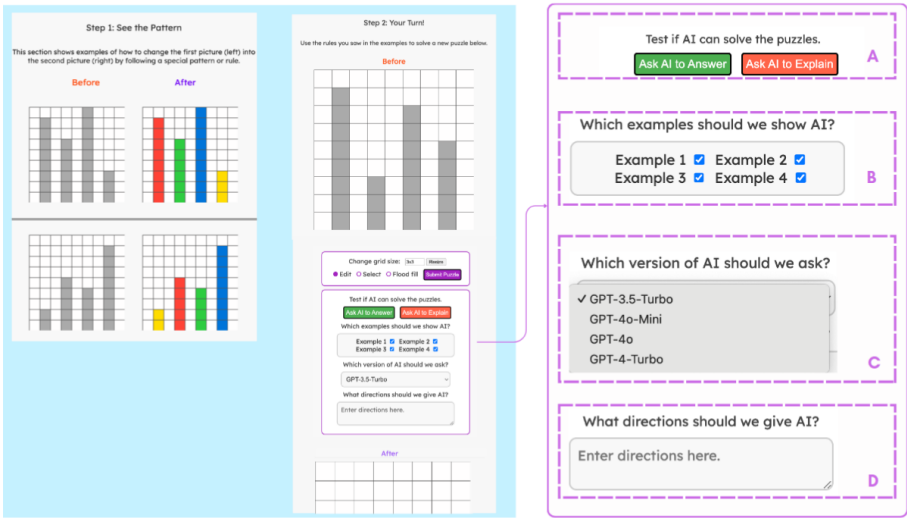 Step 1: See the Pattern
This section shows examples of how to change the first picture (left) into
the second picture (right) by following a special pattern or rule.
Before
After
Step 2: Your Turn!
Use the rules you saw in the examples to solve a new puzzle below.
Before
Change grid size: 3x3 Resize
Edit Select Flood fill Submit Puzzle
Test if AI can solve the puzzles.
Ask AI to Answer Ask AI to Explain
Which examples should we show AI?
Example 1 Example 2
Example 3 Example 4
Which version of AI should we ask?
GPT-3.5-Turbo
What directions should we give AI?
Enter directions here.
After
Test if AI can solve the puzzles.
Ask AI to Answer Ask AI to Explain
A
Which examples should we show AI?
Example 1 Example 2
Example 3 Example 4
B
Which version of AI should we ask?
✓ GPT-3.5-Turbo
GPT-4o-Mini
GPT-4o
GPT-4-Turbo
C
What directions should we give AI?
Enter directions here.
D